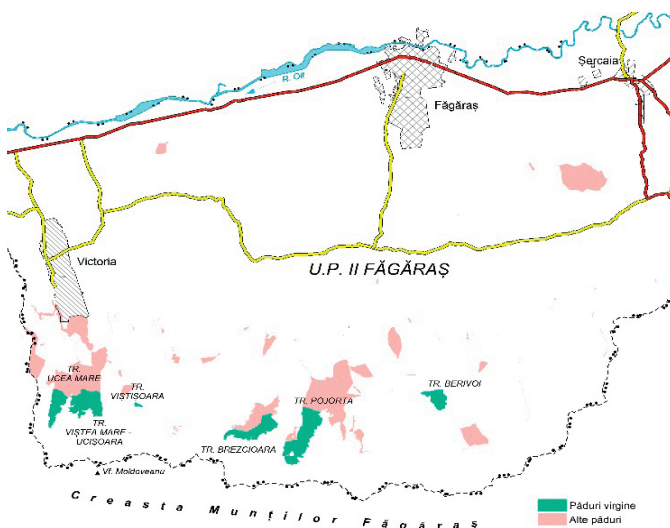 Șercaia
R. Olt
Făgăraș
Victoria
U.P. II FĂGĂRAȘ
TR.
UCEA MARE
TR.
VIȘTIȘOARA
TR. BERIVOI
TR. POJORTA
TR.
VIȘTEA MARE -
UCIȘOARA
TR. BREZCIOARA
Vf. Moldoveanu
Creasta Munților Făgăraș
Păduri virgine
Alte păduri